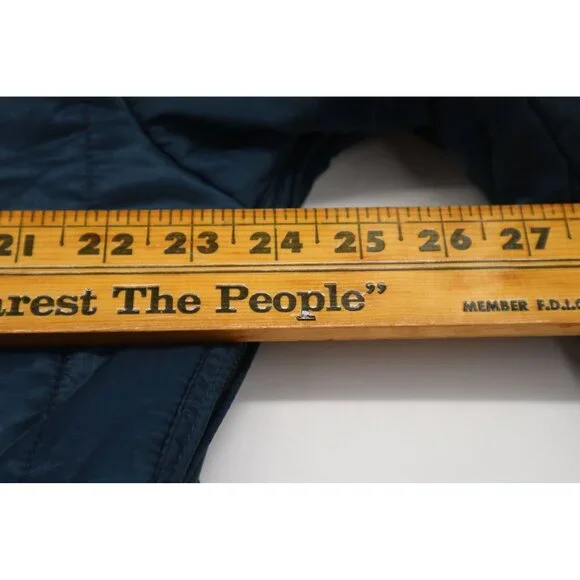 21 22 23 24 25 26 27
arest The People” MEMBER F.D.I.C